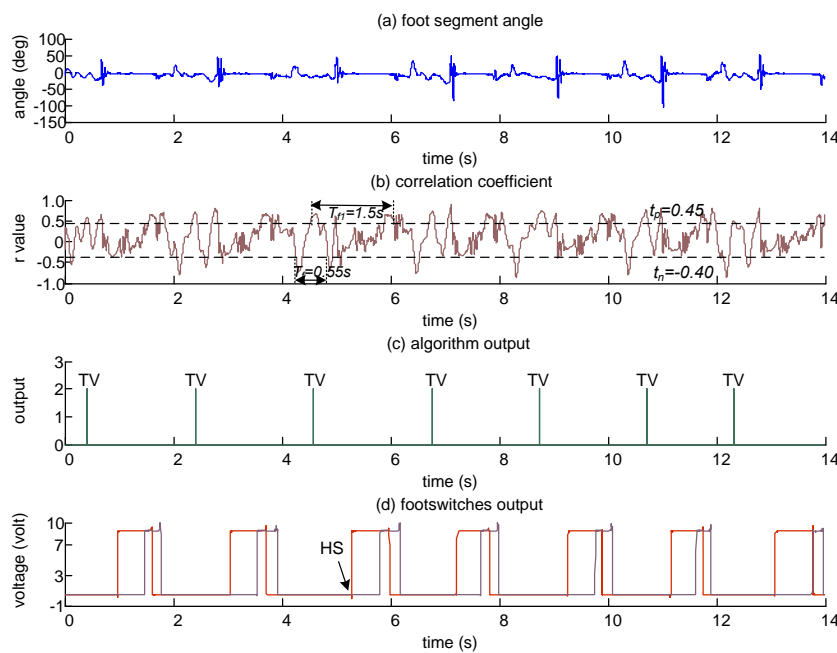 (a) foot segment angle
100
50
0
-50
-100
-150
angle (deg)
0 2 4 6 8 10 12 14
time (s)
(b) correlation coefficient
1.0
0.5
0
-0.5
-1.0
r value
Tf1=1.5s
tp=0.45
Tf=0.55s
tn=-0.40
0 2 4 6 8 10 12 14
time (s)
(c) algorithm output
3
2
1
0
output
TV TV TV TV TV TV TV
0 2 4 6 8 10 12 14
time (s)
(d) footswitches output
10
7
3
-1
voltage (volt)
HS
0 2 4 6 8 10 12 14
time (s)